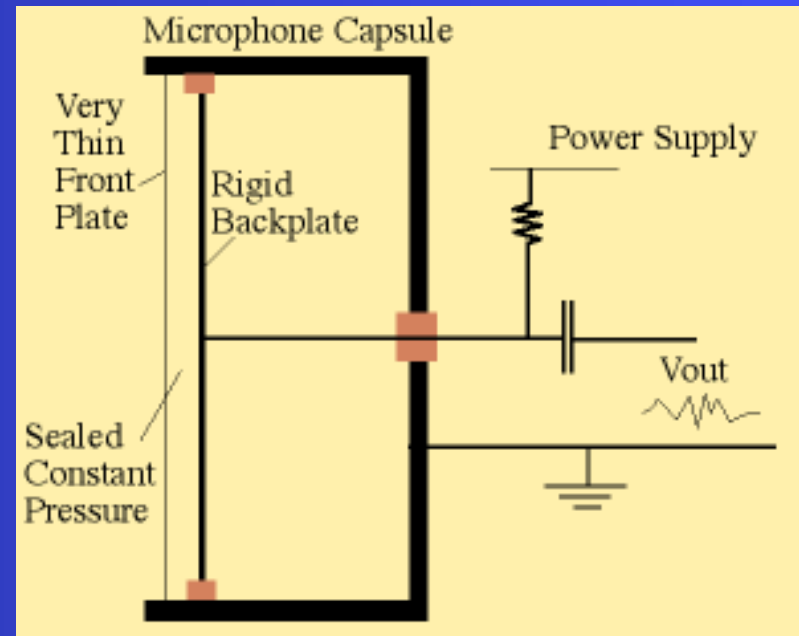 Microphone Capsule
Very
Thin
Front
Plate
Rigid
Backplate
Power Supply
Vout
Sealed
Constant
Pressure